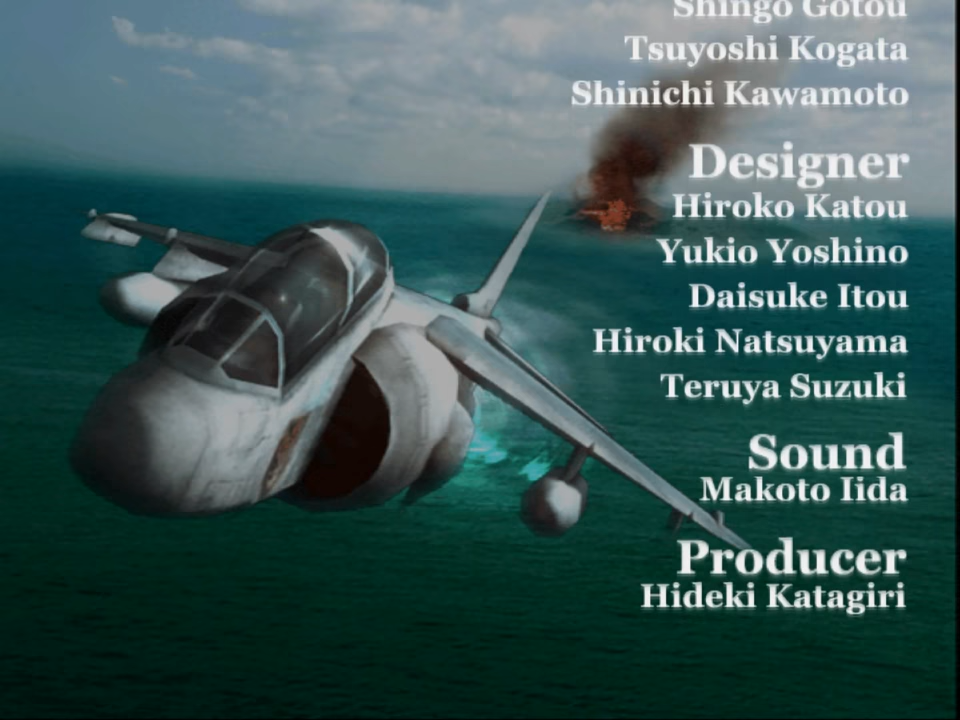 Shingo Gotou
Tsuyoshi Kogata
Shinichi Kawamoto
Designer
Hiroko Katou
Yukio Yoshino
Daisuke Itou
Hiroki Natsuyama
Teruya Suzuki
Sound
Makoto Iida
Producer
Hideki Katagiri